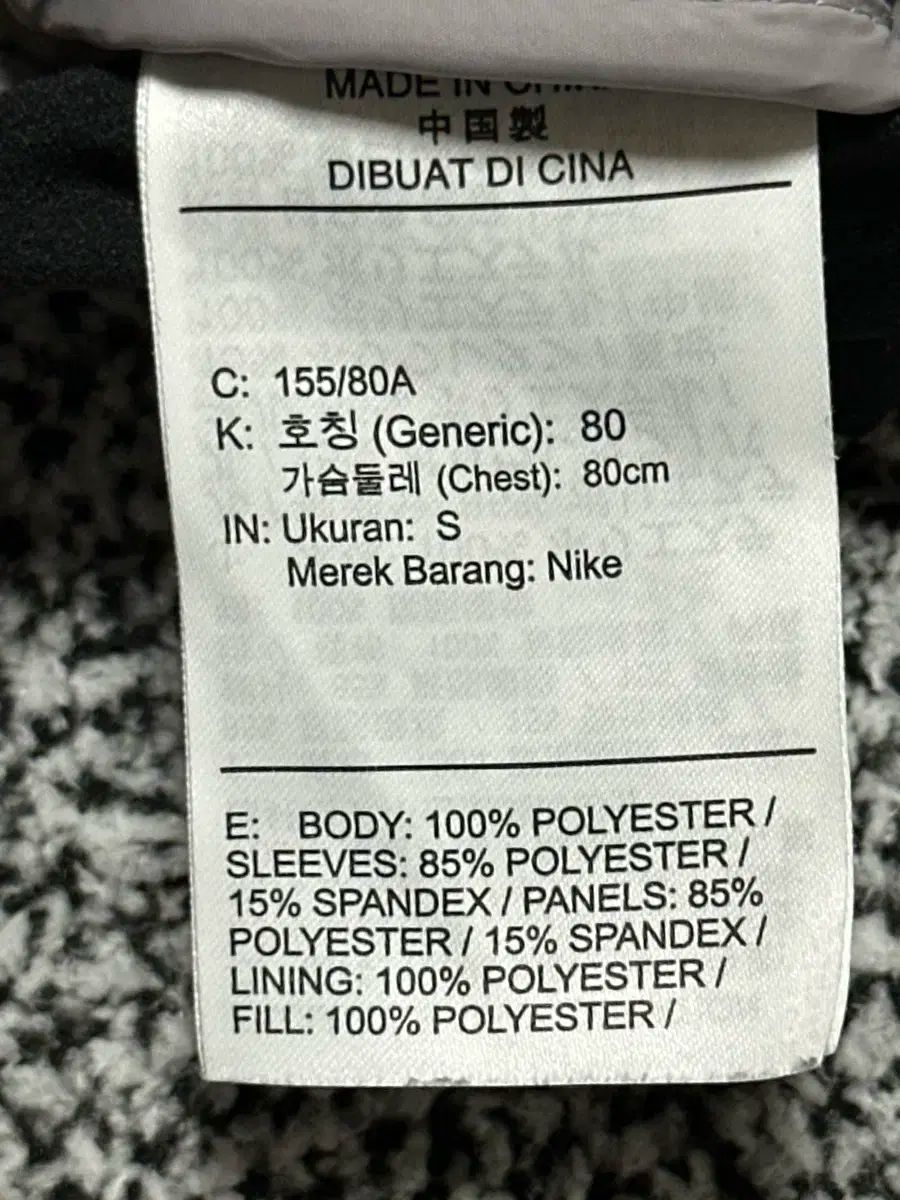 MADE IN
中国製
DIBUAT DI CINA
C: 155/80A
K: 호칭 (Generic): 80
가슴둘레 (Chest): 80cm
IN: Ukuran: S
Merek Barang: Nike
E: BODY: 100% POLYESTER /
SLEEVES: 85% POLYESTER /
15% SPANDEX / PANELS: 85%
POLYESTER / 15% SPANDEX /
LINING: 100% POLYESTER /
FILL: 100% POLYESTER /